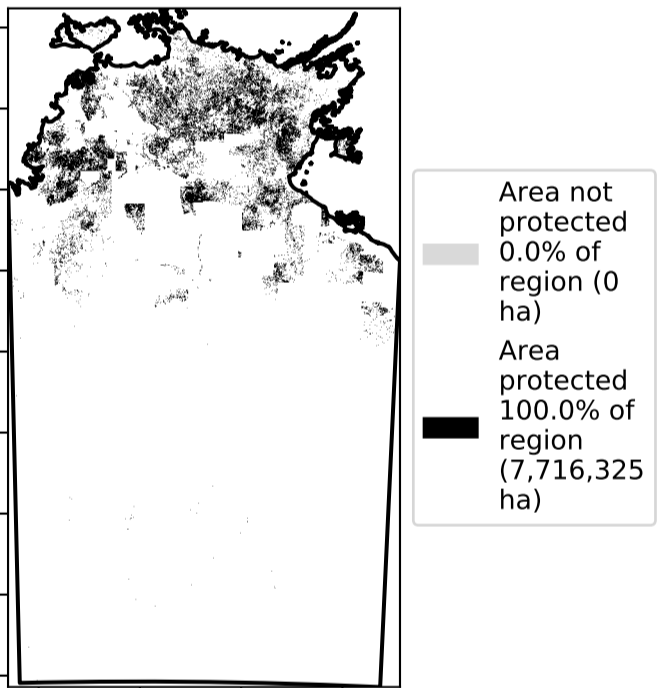 Area not
protected
0.0% of
region (0
ha)
Area
protected
100.0% of
region
(7,716,325
ha)